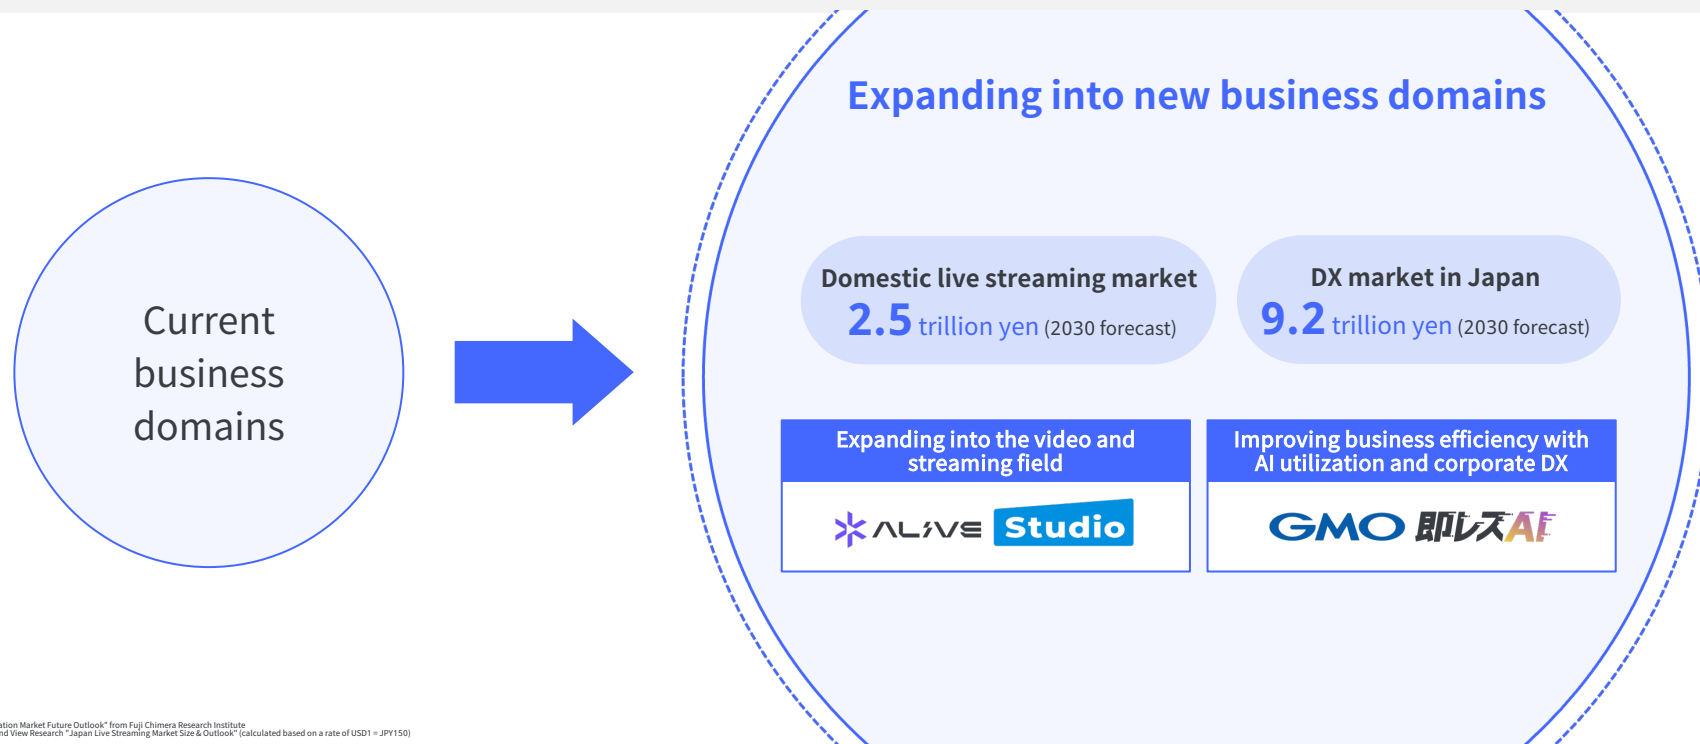 Expanding into new business domains
Current
business
domains
Domestic live streaming market
2.5 trillion yen (2030 forecast)
DX market in Japan
9.2 trillion yen (2030 forecast)
Expanding into the video and
streaming field
ALIVE Studio
Improving business efficiency with
AI utilization and corporate DX
GMO 即レスAI
Market Future Outlook" from Fuji Chimera Research Institute
View Research "Japan Live Streaming Market Size & Outlook" (calculated based on a rate of USD1 = JPY150)